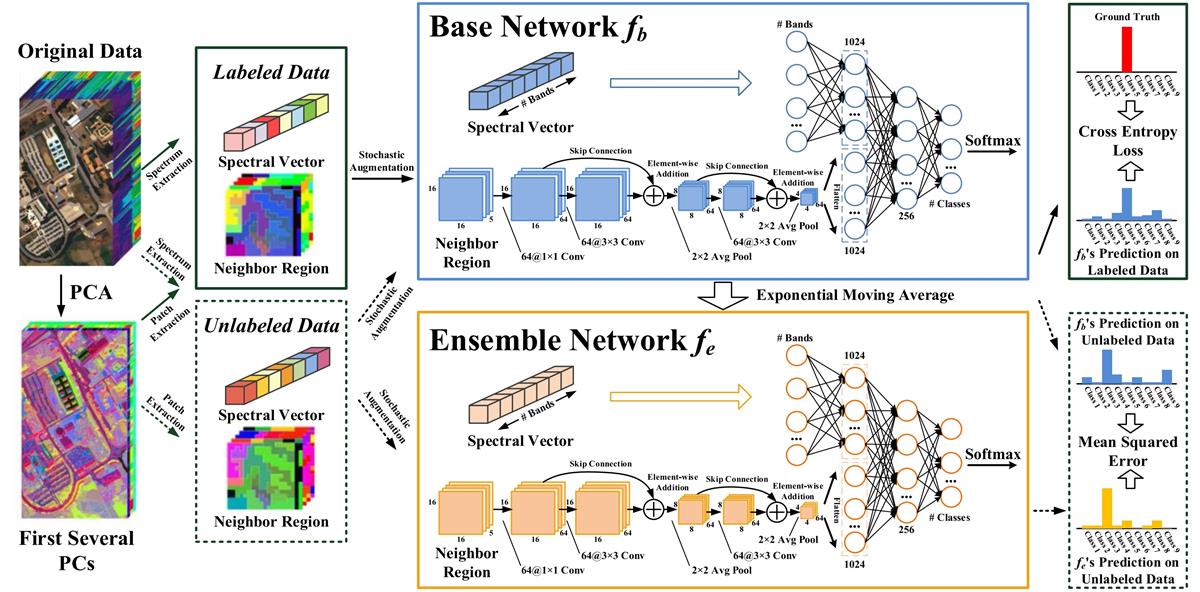 Original Data
PCA
First Several
PCs
Spectrum
Extraction
Spectrum
Extraction
Patch
Extraction
Patch
Extraction
Labeled Data
Spectral Vector
Neighbor Region
Unlabeled Data
Spectral Vector
Neighbor Region
Stochastic
Augmentation
Stochastic
Augmentation
Stochastic
Augmentation
Base Network fb
# Bands
Spectral Vector
# Bands
1024
Skip Connection
Element-wise
Addition
Skip Connection
Element-wise
Addition
16
16
5
16
16
64
16
16
64
8
8
64
8
8
64
4
4
64
Flatten
1024
256
# Classes
Softmax
Neighbor
Region
64@1×1 Conv
64@3×3 Conv
2×2 Avg Pool
64@3×3 Conv
2×2 Avg Pool
Exponential Moving Average
Ensemble Network fe
# Bands
Spectral Vector
# Bands
1024
Skip Connection
Element-wise
Addition
Skip Connection
Element-wise
Addition
16
16
5
16
16
64
16
16
64
8
8
64
8
8
64
4
4
64
Flatten
1024
256
# Classes
Softmax
Neighbor
Region
64@1×1 Conv
64@3×3 Conv
2×2 Avg Pool
64@3×3 Conv
2×2 Avg Pool
Ground Truth
Class 1
Class 2
Class 3
Class 4
Class 5
Class 6
Class 7
Class 8
Class 9
Cross Entropy
Loss
Class 1
Class 2
Class 3
Class 4
Class 5
Class 6
Class 7
Class 8
Class 9
fb's Prediction on
Labeled Data
fb's Prediction on
Unlabeled Data
Class 1
Class 2
Class 3
Class 4
Class 5
Class 6
Class 7
Class 8
Class 9
Mean Squared
Error
Class 1
Class 2
Class 3
Class 4
Class 5
Class 6
Class 7
Class 8
Class 9
fe's Prediction on
Unlabeled Data